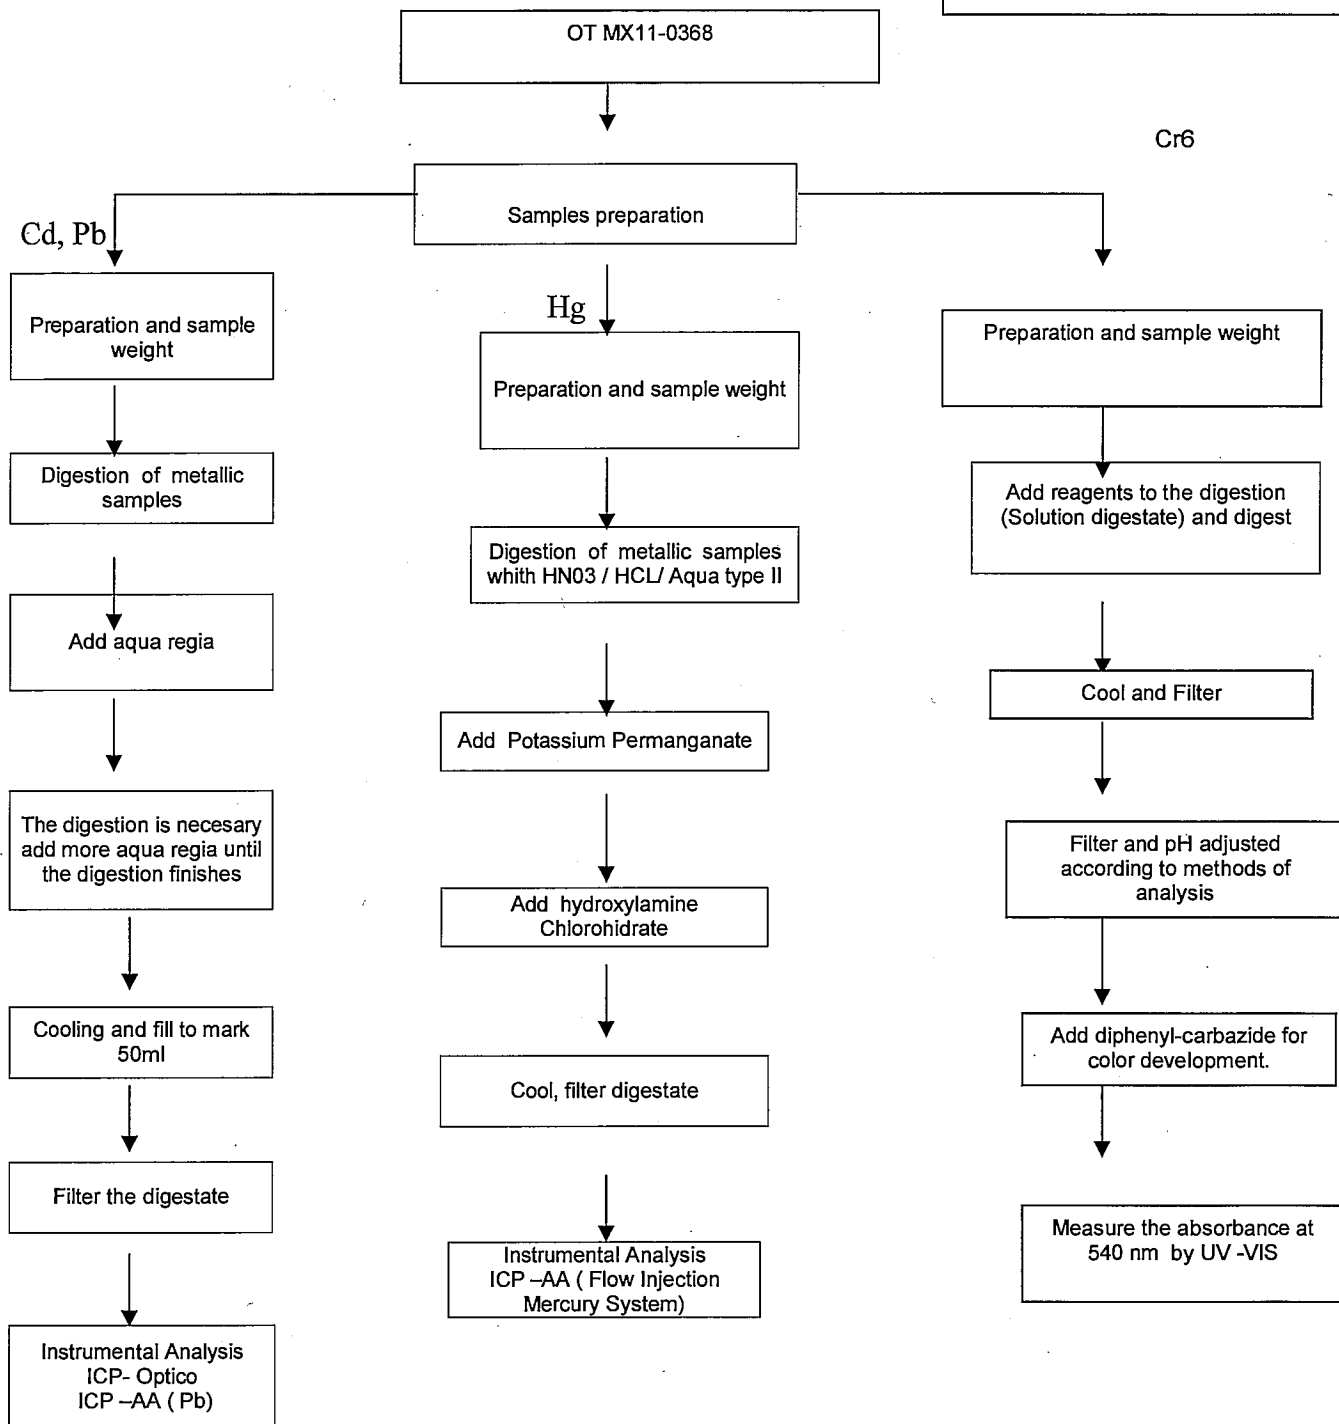 OT MX11-0368
Cr6
Samples preparation
Cd, Pb
Preparation and sample
weight
Digestion of metallic
samples
Add aqua regia
The digestion is necesary
add more aqua regia until
the digestion finishes
Cooling and fill to mark
50ml
Filter the digestate
Instrumental Analysis
ICP- Optico
ICP –AA ( Pb)
Hg
Preparation and sample weight
Digestion of metallic samples
whith HN03 / HCL/ Aqua type II
Add Potassium Permanganate
Add hydroxylamine
Chlorohidrate
Cool, filter digestate
Instrumental Analysis
ICP –AA ( Flow Injection
Mercury System)
Preparation and sample weight
Add reagents to the digestion
(Solution digestate) and digest
Cool and Filter
Filter and pH adjusted
according to methods of
analysis
Add diphenyl-carbazide for
color development.
Measure the absorbance at
540 nm by UV -VIS